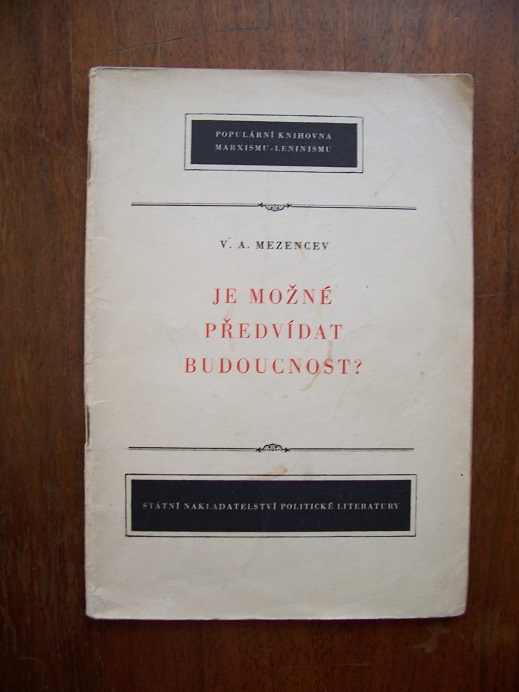 POPULÁRNÍ KNIHOVNA
MARXISMU-LENINISMU
V. A. MEZENCEV
JE MOŽNÉ
PŘEDVÍDAT
BUDOUCNOST?
STÁTNÍ NAKLADATELSTVÍ POLITICKÉ LITERATURY